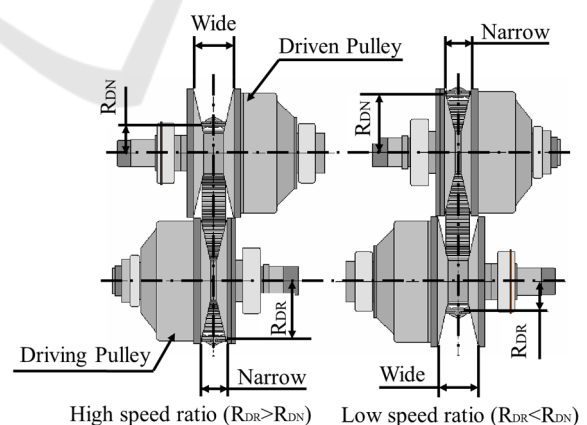 Wide
Driven Pulley
Narrow
RDN
RDN
RDR
RDR
Driving Pulley
Narrow
Wide
High speed ratio (RDR>RDN)
Low speed ratio (RDR<RDN)